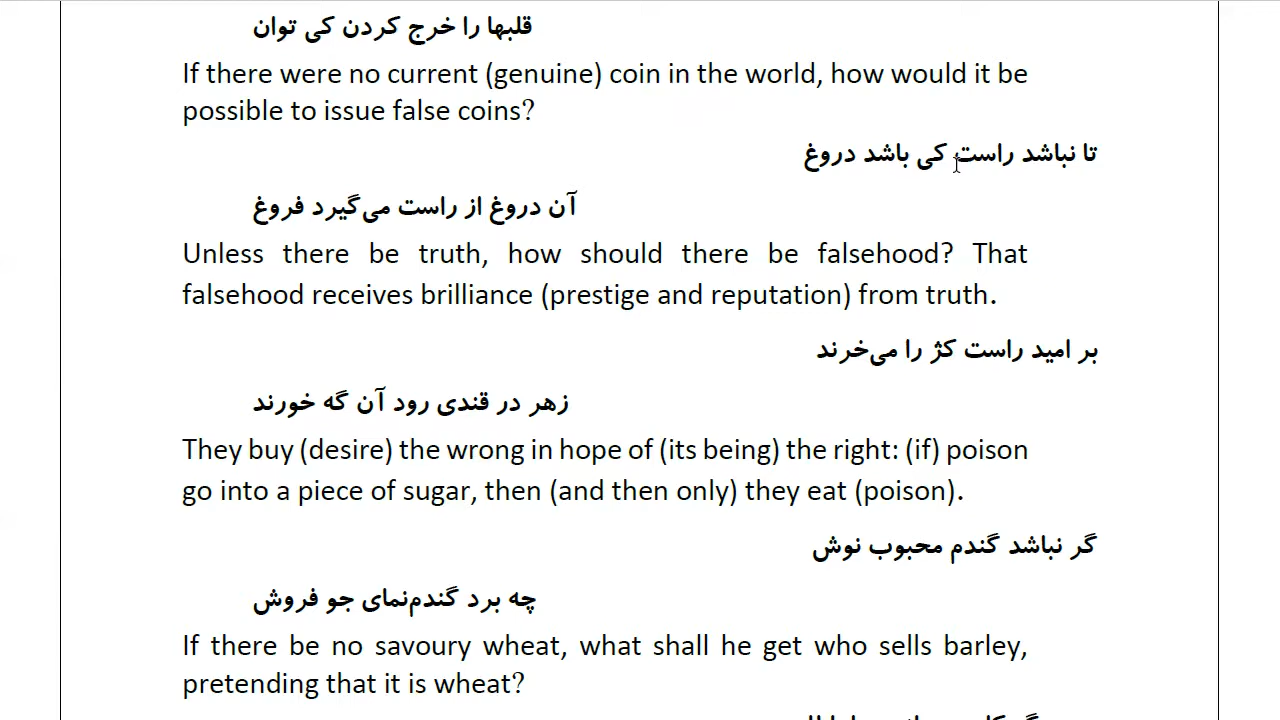 قلبها را خرج کردن کی توان
If there were no current (genuine) coin in the world, how would it be
possible to issue false coins?
تا نباشد راست کی باشد دروغ
آن دروغ از راست می‌گیرد فروغ
Unless there be truth, how should there be falsehood? That
falsehood receives brilliance (prestige and reputation) from truth.
بر امید راست کژ را می‌خرند
زهر در قندی رود آن گه خورند
They buy (desire) the wrong in hope of (its being) the right: (if) poison
go into a piece of sugar, then (and then only) they eat (poison).
گر نباشد گندم محبوب نوش
چه برد گندم‌نمای جو فروش
If there be no savoury wheat, what shall he get who sells barley,
pretending that it is wheat?